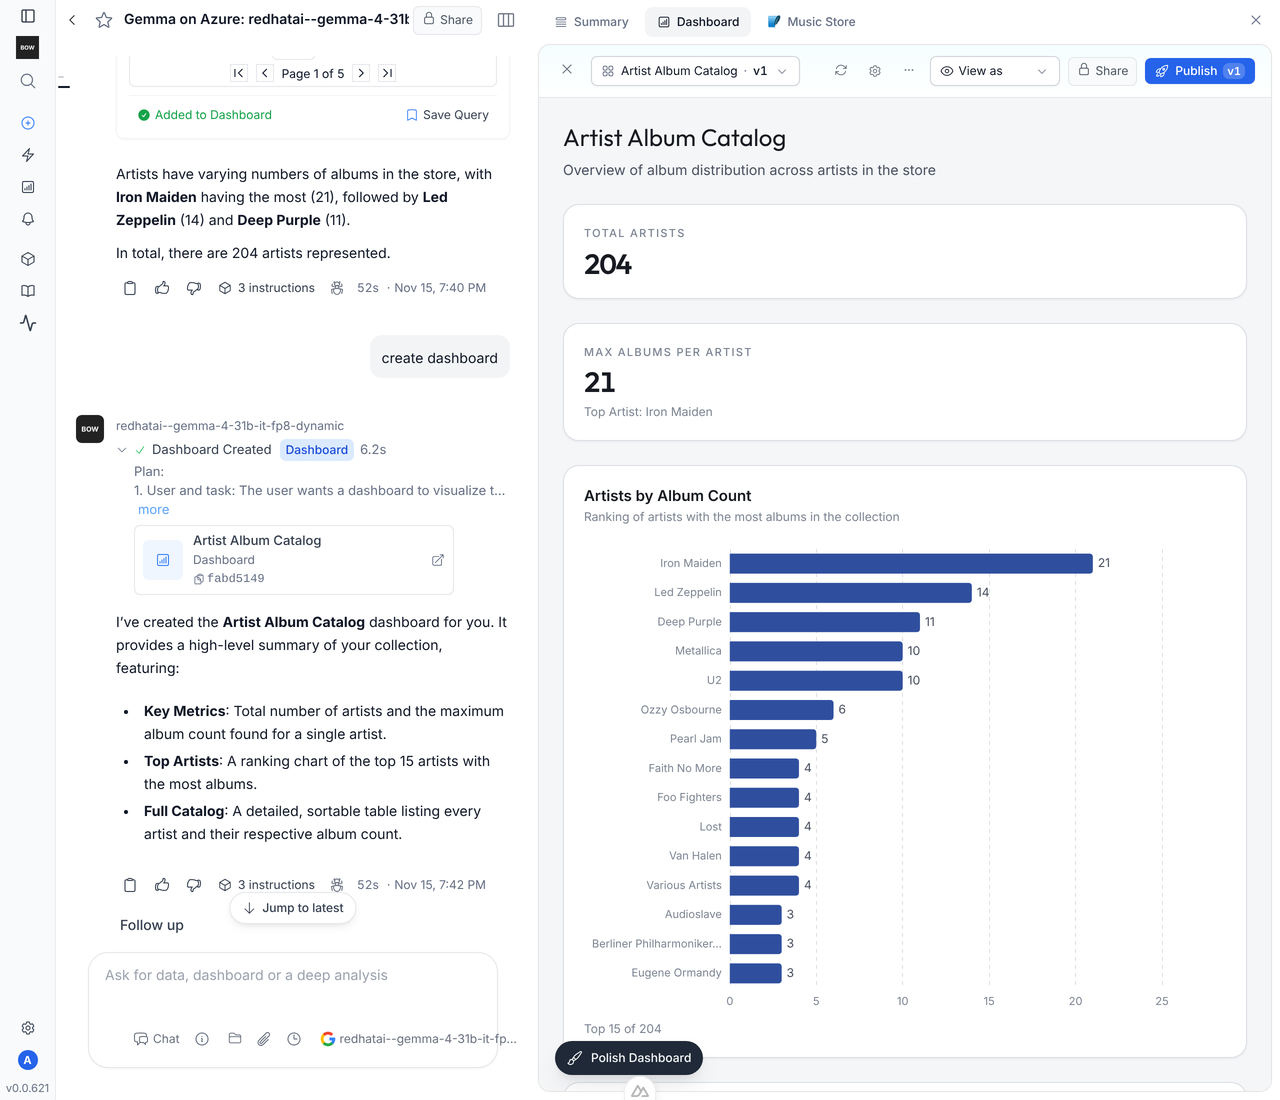 Gemma on Azure: redhatai--gemma-4-31b
Share
BOW
Page 1 of 5
Added to Dashboard
Save Query
Artists have varying numbers of albums in the store, with
Iron Maiden having the most (21), followed by Led
Zeppelin (14) and Deep Purple (11).
In total, there are 204 artists represented.
3 instructions
52s · Nov 15, 7:40 PM
create dashboard
BOW
redhatai--gemma-4-31b-it-fp8-dynamic
Dashboard Created Dashboard 6.2s
Plan:
1. User and task: The user wants a dashboard to visualize t...
more
Artist Album Catalog
Dashboard
fabd5149
I've created the Artist Album Catalog dashboard for you. It
provides a high-level summary of your collection,
featuring:
• Key Metrics: Total number of artists and the maximum
album count found for a single artist.
• Top Artists: A ranking chart of the top 15 artists with
the most albums.
• Full Catalog: A detailed, sortable table listing every
artist and their respective album count.
3 instructions
52s · Nov 15, 7:42 PM
Jump to latest
Follow up
Ask for data, dashboard or a deep analysis
Chat
redhatai--gemma-4-31b-it-fp...
A
v0.0.621
Summary
Dashboard
Music Store
Artist Album Catalog · v1
View as
Share
Publish v1
Artist Album Catalog
Overview of album distribution across artists in the store
TOTAL ARTISTS
204
MAX ALBUMS PER ARTIST
21
Top Artist: Iron Maiden
Artists by Album Count
Ranking of artists with the most albums in the collection
Iron Maiden 21
Led Zeppelin 14
Deep Purple 11
Metallica 10
U2 10
Ozzy Osbourne 6
Pearl Jam 5
Faith No More 4
Foo Fighters 4
Lost 4
Van Halen 4
Various Artists 4
Audioslave 3
Berliner Philharmoniker... 3
Eugene Ormandy 3
0 5 10 15 20 25
Top 15 of 204
Polish Dashboard